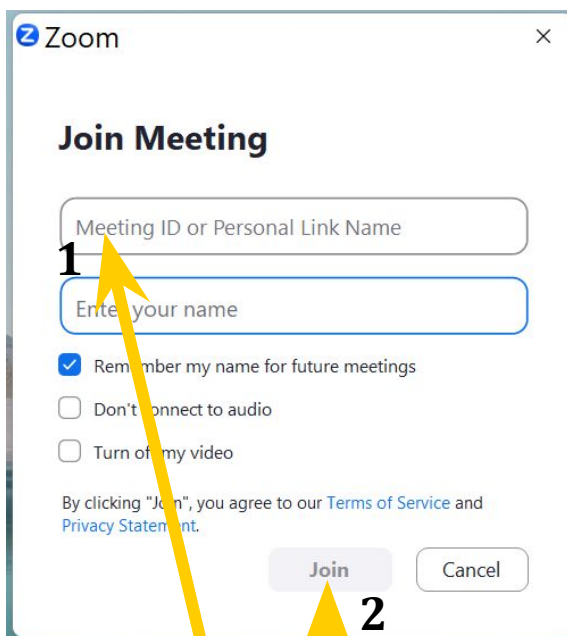 Zoom
Join Meeting
Meeting ID or Personal Link Name
1
Enter your name
Remember my name for future meetings
Don't connect to audio
Turn off my video
By clicking "Join", you agree to our Terms of Service and
Privacy Statement.
Join Cancel
2